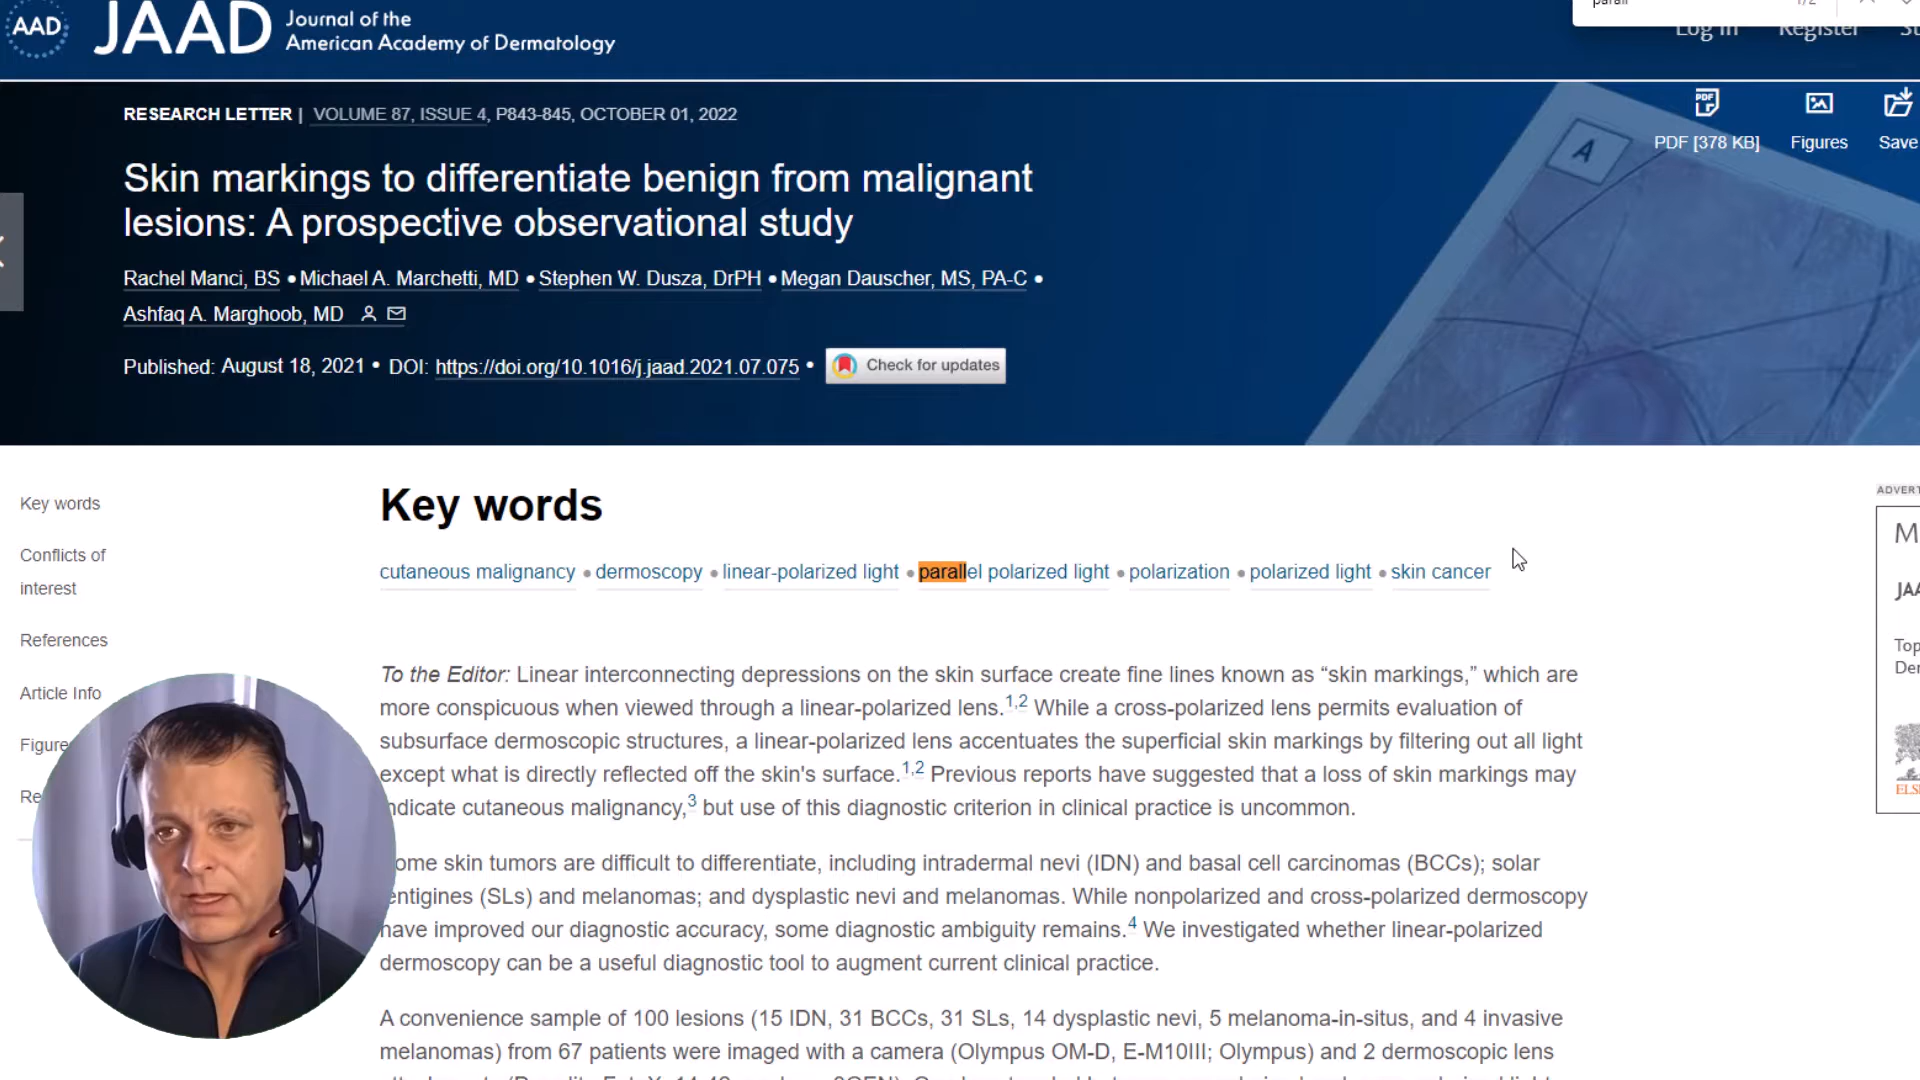 parall
1/2
AAD
JAAD
Journal of the
American Academy of Dermatology
Log in Register
RESEARCH LETTER | VOLUME 87, ISSUE 4, P843-845, OCTOBER 01, 2022
PDF [378 KB] Figures Save
A
Skin markings to differentiate benign from malignant
lesions: A prospective observational study
Rachel Manci, BS • Michael A. Marchetti, MD • Stephen W. Dusza, DrPH • Megan Dauscher, MS, PA-C •
Ashfaq A. Marghoob, MD
Published: August 18, 2021 • DOI: https://doi.org/10.1016/j.jaad.2021.07.075 •
Check for updates
Key words
Conflicts of
interest
References
Article Info
Figure
Re
Key words
cutaneous malignancy • dermoscopy • linear-polarized light • parallel polarized light • polarization • polarized light • skin cancer
To the Editor: Linear interconnecting depressions on the skin surface create fine lines known as “skin markings,” which are
more conspicuous when viewed through a linear-polarized lens.1,2 While a cross-polarized lens permits evaluation of
subsurface dermoscopic structures, a linear-polarized lens accentuates the superficial skin markings by filtering out all light
except what is directly reflected off the skin's surface.1,2 Previous reports have suggested that a loss of skin markings may
ndicate cutaneous malignancy,3 but use of this diagnostic criterion in clinical practice is uncommon.
ome skin tumors are difficult to differentiate, including intradermal nevi (IDN) and basal cell carcinomas (BCCs); solar
entigines (SLs) and melanomas; and dysplastic nevi and melanomas. While nonpolarized and cross-polarized dermoscopy
have improved our diagnostic accuracy, some diagnostic ambiguity remains.4 We investigated whether linear-polarized
dermoscopy can be a useful diagnostic tool to augment current clinical practice.
A convenience sample of 100 lesions (15 IDN, 31 BCCs, 31 SLs, 14 dysplastic nevi, 5 melanoma-in-situs, and 4 invasive
melanomas) from 67 patients were imaged with a camera (Olympus OM-D, E-M10III; Olympus) and 2 dermoscopic lens
ADVERT
M
JAA
Top
Der
ELSE